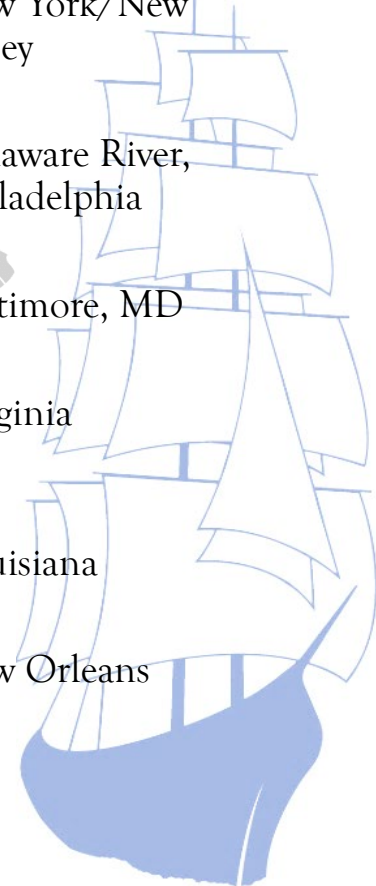 w York/New
ey
aware River,
ladelphia
timore, MD
ginia
uisiana
w Orleans